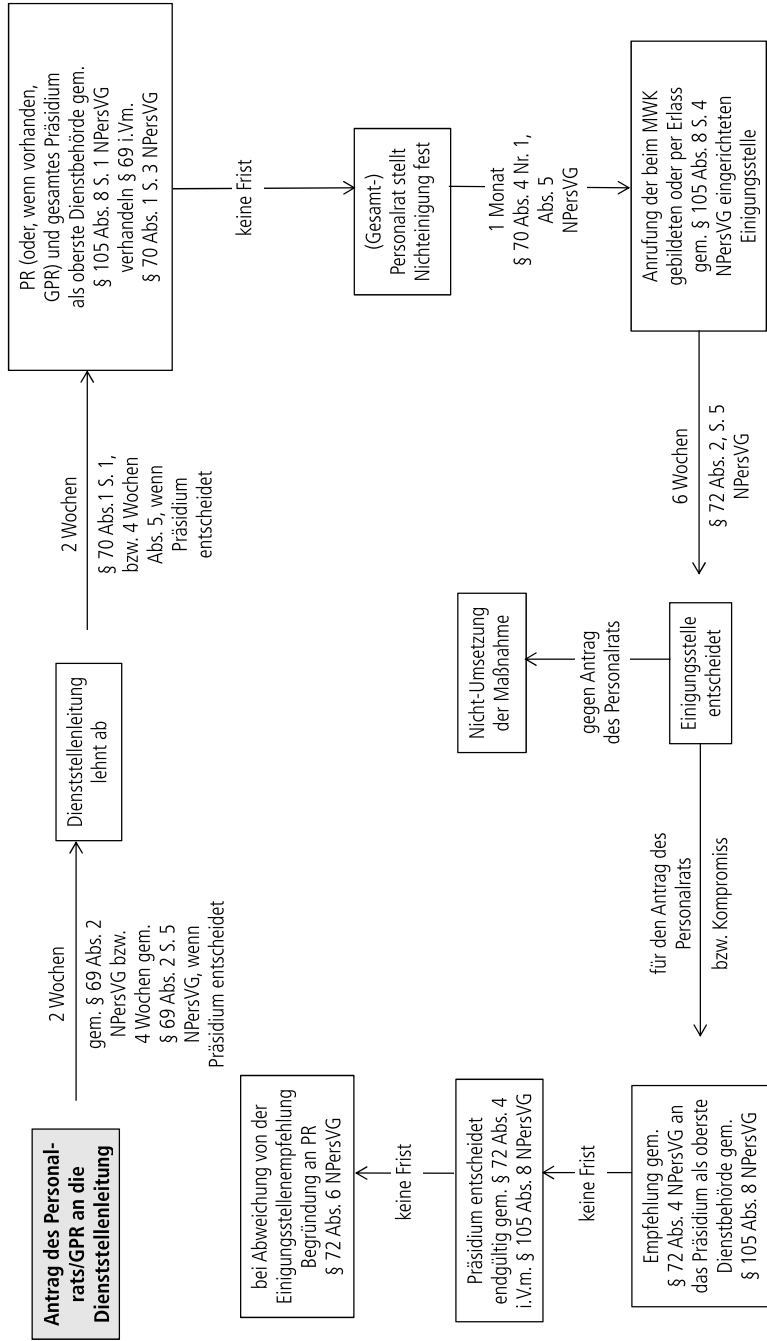 Antrag des Personal-
rats/GPR an die
Dienststellenleitung
2 Wochen
gem. § 69 Abs. 2
NPersVG bzw.
4 Wochen gem.
§ 69 Abs. 2 S. 5
NPersVG, wenn
Präsidium entscheidet
Dienststellenleitung
lehnt ab
2 Wochen
§ 70 Abs.1 S. 1,
bzw. 4 Wochen
Abs. 5, wenn
Präsidium
entscheidet
PR (oder, wenn vorhanden,
GPR) und gesamtes Präsidium
als oberste Dienstbehörde gem.
§ 105 Abs. 8 S. 1 NPersVG
verhandeln § 69 i.Vm.
§ 70 Abs. 1 S. 3 NPersVG
keine Frist
(Gesamt-)
Personalrat stellt
Nichteinigung fest
1 Monat
§ 70 Abs. 4 Nr. 1,
Abs. 5
NPersVG
Anrufung der beim MWK
gebildeten oder per Erlass
gem. § 105 Abs. 8 S. 4
NPersVG eingerichteten
Einigungsstelle
6 Wochen
§ 72 Abs. 2, S. 5
NPersVG
Einigungsstelle
entscheidet
gegen Antrag
des Personalrats
Nicht-Umsetzung
der Maßnahme
für den Antrag des
Personalrats
bzw. Kompromiss
Empfehlung gem.
§ 72 Abs. 4 NPersVG an
das Präsidium als oberste
Dienstbehörde gem.
§ 105 Abs. 8 NPersVG
keine Frist
Präsidium entscheidet
endgültig gem. § 72 Abs. 4
i.V.m. § 105 Abs. 8 NPersVG
keine Frist
bei Abweichung von der
Einigungsstellenempfehlung
Begründung an PR
§ 72 Abs. 6 NPersVG